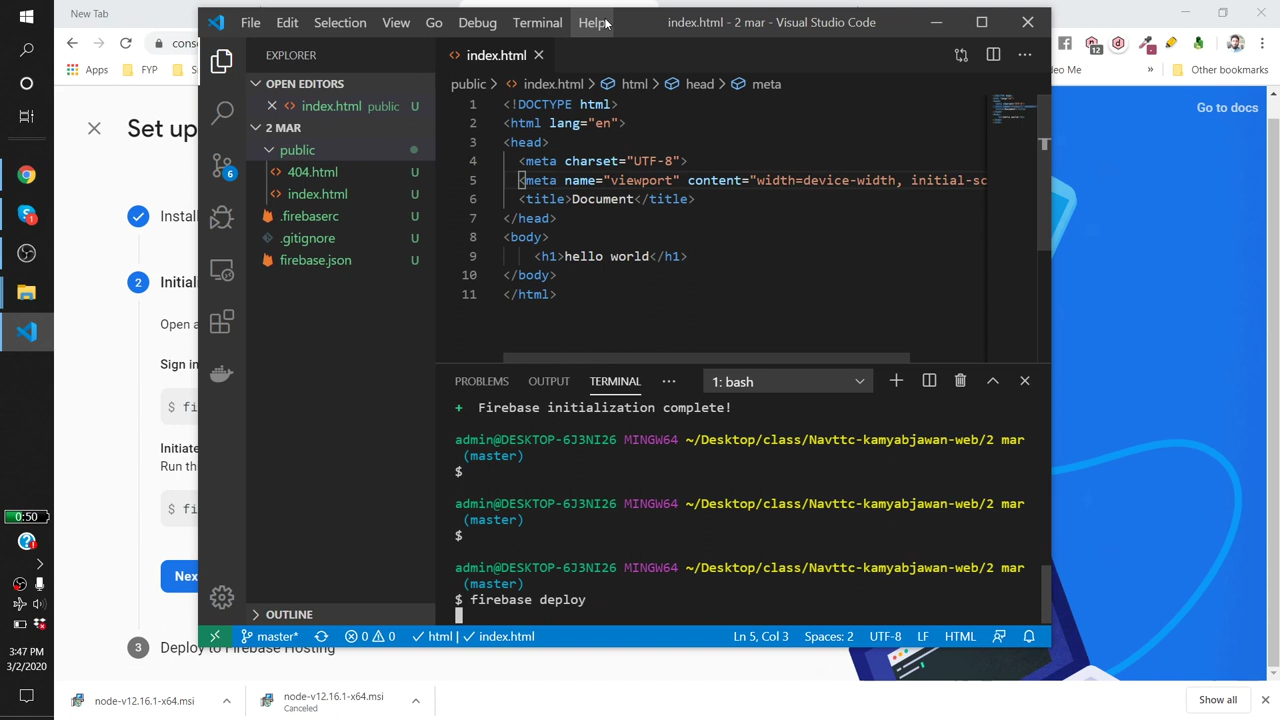 New Tab
File Edit Selection View Go Debug Terminal Help
index.html - 2 mar - Visual Studio Code
Apps
FYP
Other bookmarks
12
EXPLORER
OPEN EDITORS
index.html public U
2 MAR
public
404.html U
index.html U
.firebaserc U
.gitignore U
firebase.json U
OUTLINE
6
index.html
public > index.html > html > head > meta
1 <!DOCTYPE html>
2 <html lang="en">
3 <head>
4 <meta charset="UTF-8">
5 <meta name="viewport" content="width=device-width, initial-sc
6 <title>Document</title>
7 </head>
8 <body>
9 <h1>hello world</h1>
10 </body>
11 </html>
PROBLEMS OUTPUT TERMINAL 1: bash
+ Firebase initialization complete!
admin@DESKTOP-6J3NI26 MINGW64 ~/Desktop/class/Navttc-kamyabjawan-web/2 mar
(master)
$
admin@DESKTOP-6J3NI26 MINGW64 ~/Desktop/class/Navttc-kamyabjawan-web/2 mar
(master)
$
admin@DESKTOP-6J3NI26 MINGW64 ~/Desktop/class/Navttc-kamyabjawan-web/2 mar
(master)
$ firebase deploy
master* 0 0 html | index.html Ln 5, Col 3 Spaces: 2 UTF-8 LF HTML
Go to docs
Set up
2
Open a
Sign in
$ fi
Initiate
Run th
$ fi
3 Deploy to Firebase Hosting
0:50
3:47 PM
3/2/2020
node-v12.16.1-x64.msi
node-v12.16.1-x64.msi
Canceled
Show all